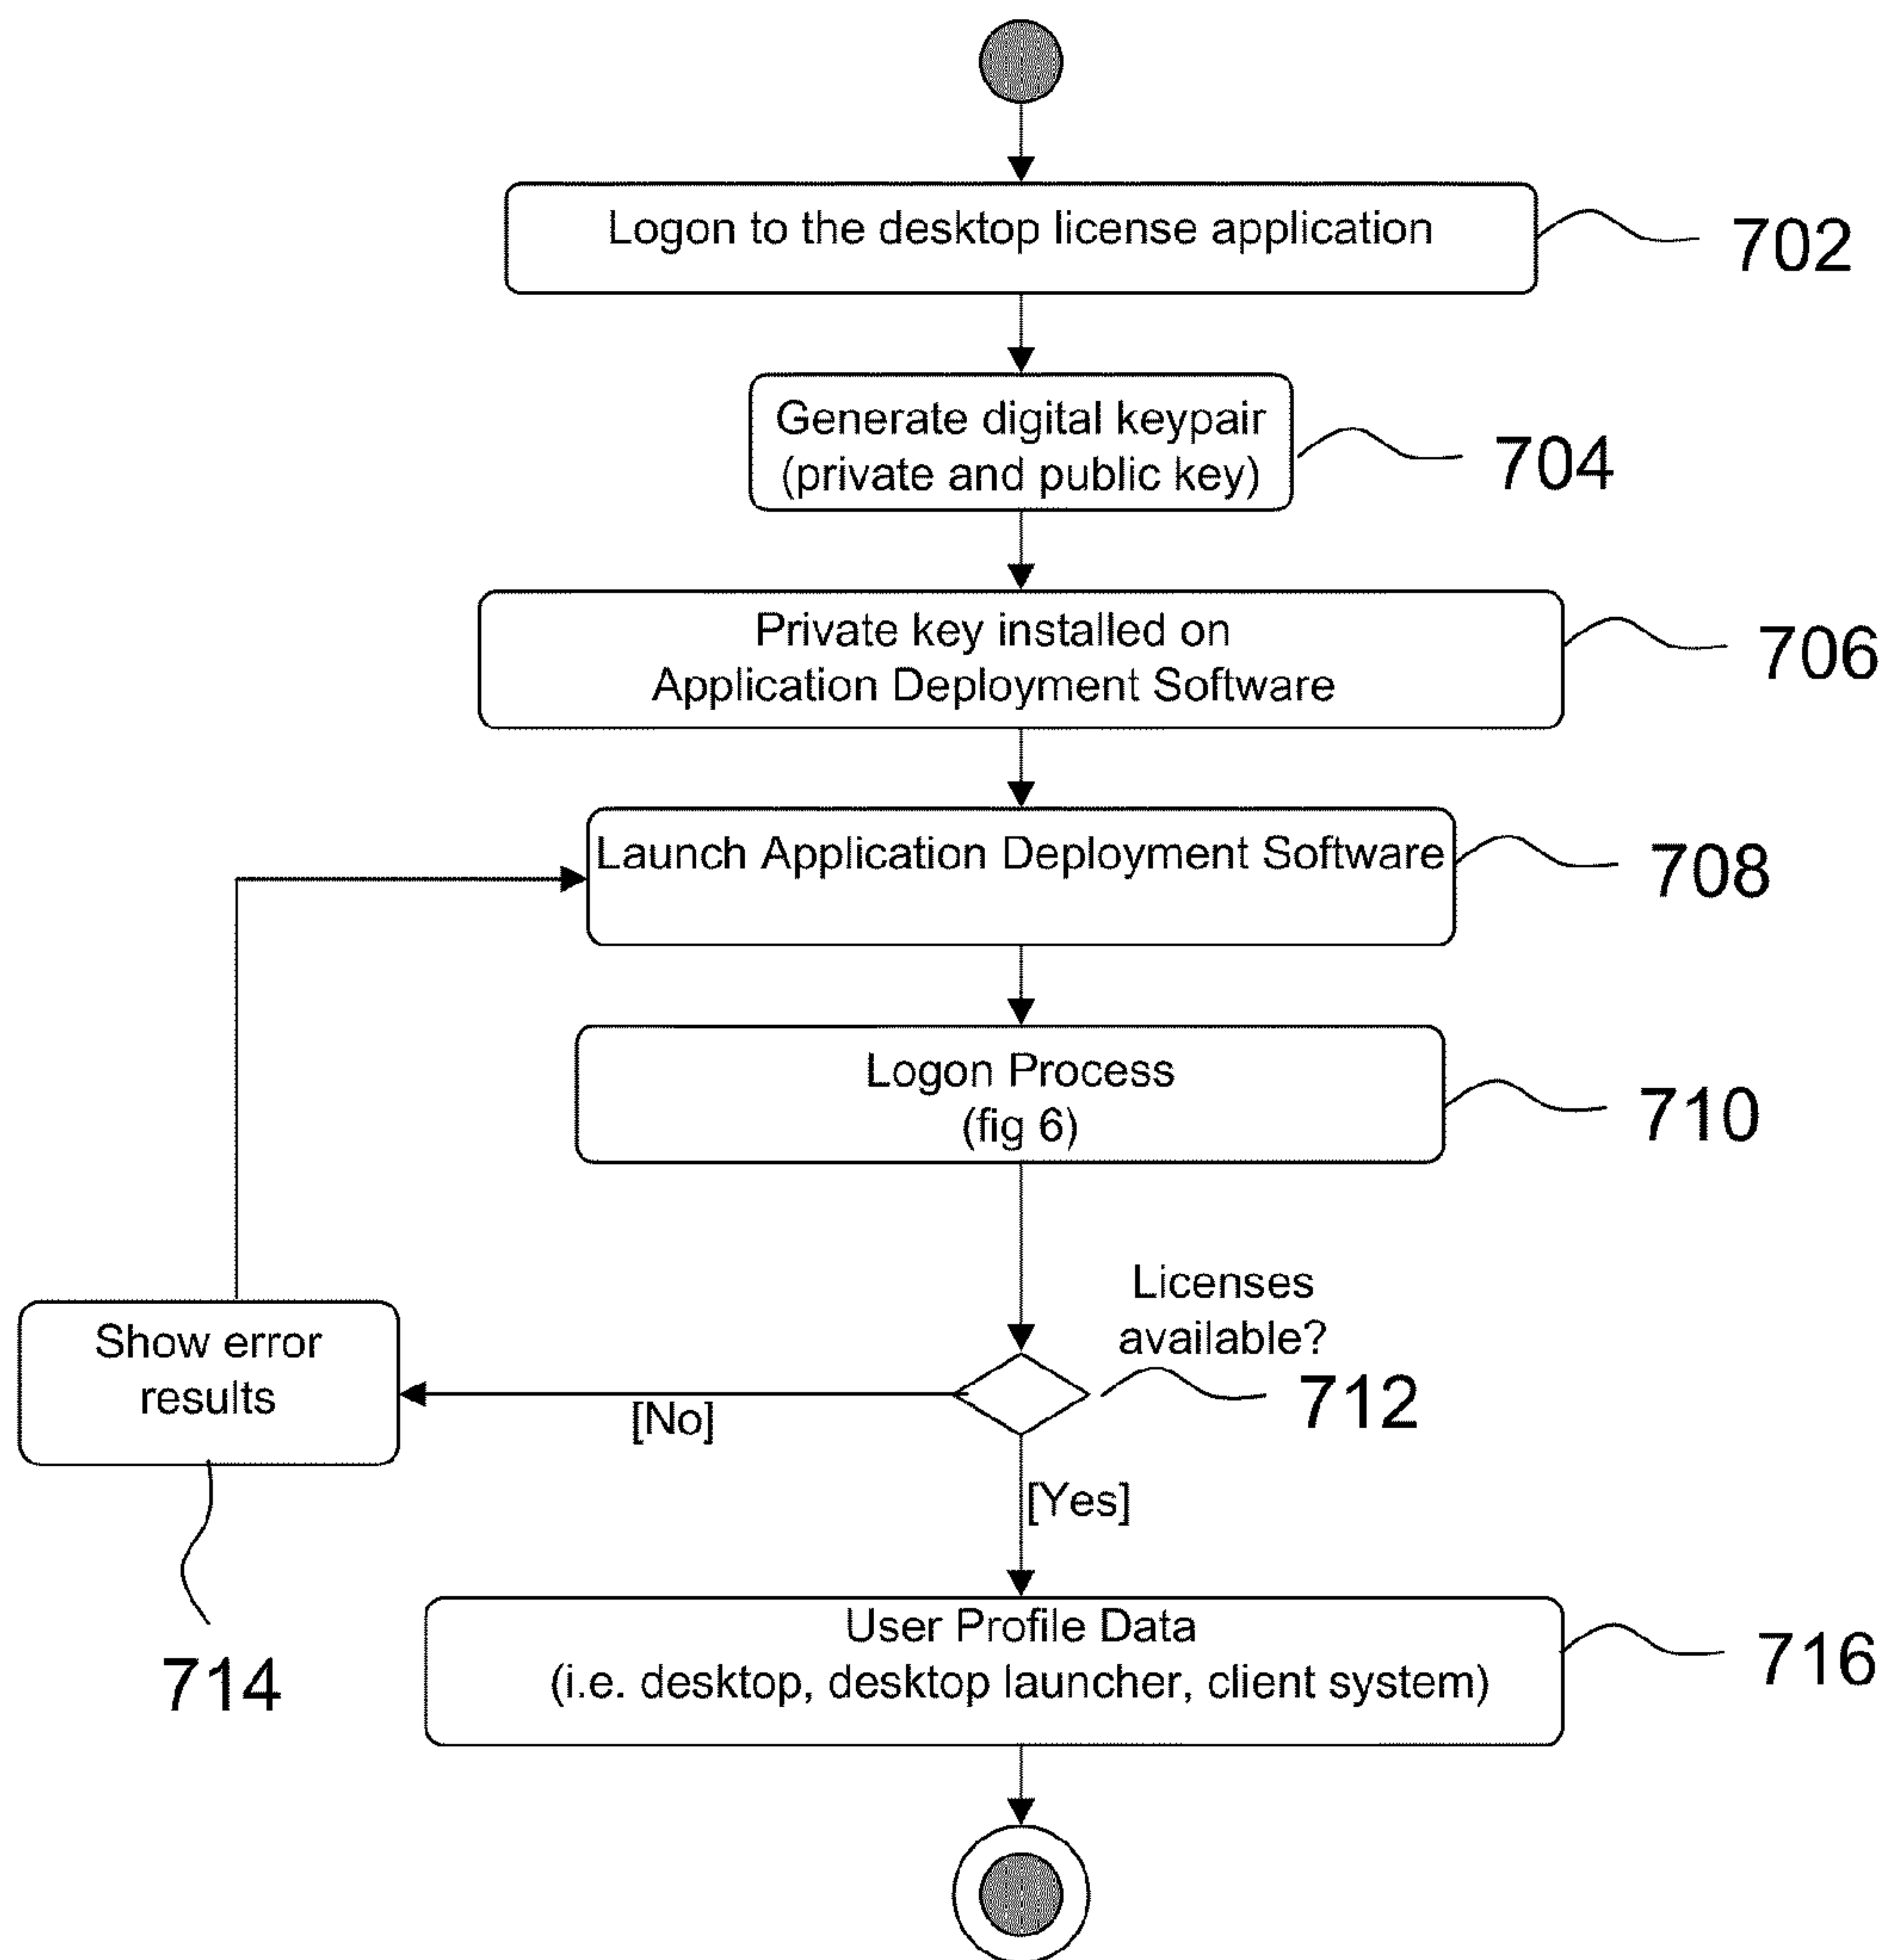 Logon to the desktop license application
702
Generate digital keypair
(private and public key)
704
Private key installed on
Application Deployment Software
706
Launch Application Deployment Software
708
Logon Process
(fig 6)
710
Licenses
available?
712
[No]
Show error
results
714
[Yes]
User Profile Data
(i.e. desktop, desktop launcher, client system)
716